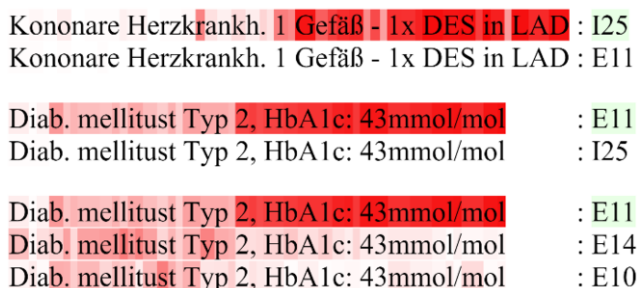 Kononare Herzkrankh. 1 Gefäß - 1x DES in LAD : I25
Kononare Herzkrankh. 1 Gefäß - 1x DES in LAD : E11
Diab. mellitust Typ 2, HbA1c: 43mmol/mol : E11
Diab. mellitust Typ 2, HbA1c: 43mmol/mol : I25
Diab. mellitust Typ 2, HbA1c: 43mmol/mol : E11
Diab. mellitust Typ 2, HbA1c: 43mmol/mol : E14
Diab. mellitust Typ 2, HbA1c: 43mmol/mol : E10